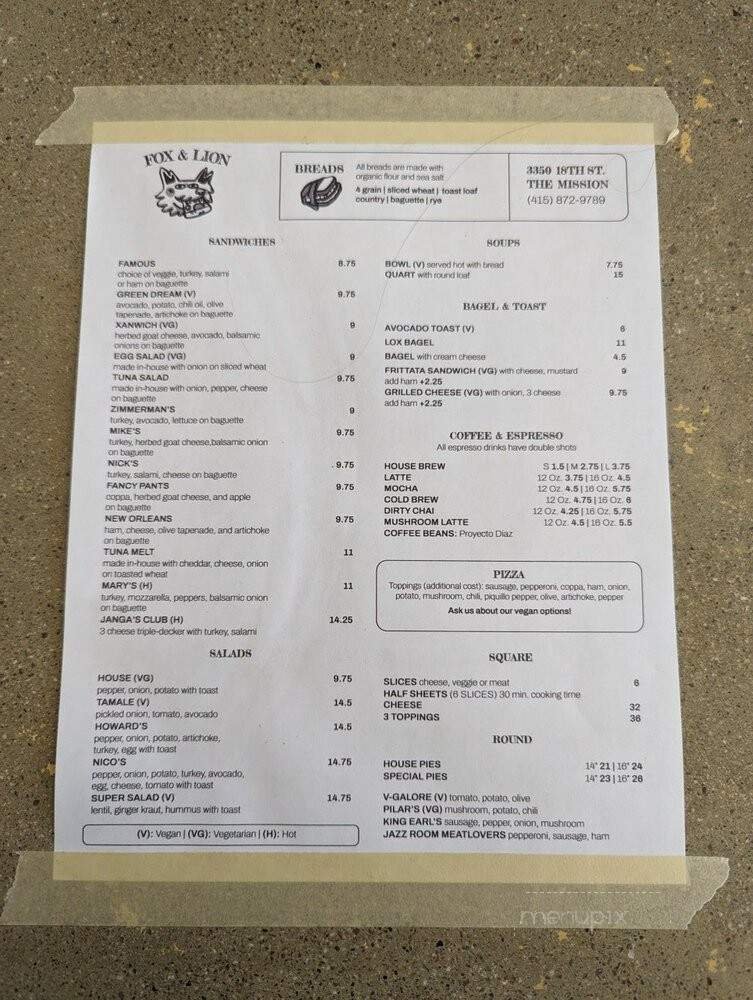 FOX & LION
BREADS
All breads are made with
organic flour and sea salt
4 grain | sliced wheat | toast loaf
country | baguette | rye
3350 18TH ST.
THE MISSION
(415) 872-9789
SANDWICHES
FAMOUS 8.75
choice of veggie, turkey, salami
or ham on baguette
GREEN DREAM (V) 9.75
avocado, potato, chili oil, olive
tapenade, artichoke on baguette
XANWICH (VG) 9
herbed goat cheese, avocado, balsamic
onions on baguette
EGG SALAD (VG) 9
made in-house with onion on sliced wheat
TUNA SALAD 9.75
made in-house with onion, pepper, cheese
on baguette
ZIMMERMAN'S 9
turkey, avocado, lettuce on baguette
MIKE'S 9.75
turkey, herbed goat cheese,balsamic onion
on baguette
NICK'S 9.75
turkey, salami, cheese on baguette
FANCY PANTS 9.75
coppa, herbed goat cheese, and apple
on baguette
NEW ORLEANS 9.75
ham, cheese, olive tapenade, and artichoke
on baguette
TUNA MELT 11
made in-house with cheddar, cheese, onion
on toasted wheat
MARY'S (H) 11
turkey, mozzarella, peppers, balsamic onion
on baguette
JANGA'S CLUB (H) 14.25
3 cheese triple-decker with turkey, salami
SALADS
HOUSE (VG) 9.75
pepper, onion, potato with toast
TAMALE (V) 14.5
pickled onion, tomato, avocado
HOWARD'S 14.5
pepper, onion, potato, artichoke,
turkey, egg with toast
NICO'S 14.75
pepper, onion, potato, turkey, avocado,
egg, cheese, tomato with toast
SUPER SALAD (V) 14.75
lentil, ginger kraut, hummus with toast
(V): Vegan | (VG): Vegetarian | (H): Hot
SOUPS
BOWL (V) served hot with bread 7.75
QUART with round loaf 15
BAGEL & TOAST
AVOCADO TOAST (V) 6
LOX BAGEL 11
BAGEL with cream cheese 4.5
FRITTATA SANDWICH (VG) with cheese, mustard 9
add ham +2.25
GRILLED CHEESE (VG) with onion, 3 cheese 9.75
add ham +2.25
COFFEE & ESPRESSO
All espresso drinks have double shots
HOUSE BREW S 1.5 | M 2.75 | L 3.75
LATTE 12 Oz. 3.75 | 16 Oz. 4.5
MOCHA 12 Oz. 4.5 | 16 Oz. 5.75
COLD BREW 12 Oz. 4.75 | 16 Oz. 6
DIRTY CHAI 12 Oz. 4.25 | 16 Oz. 5.75
MUSHROOM LATTE 12 Oz. 4.5 | 16 Oz. 5.5
COFFEE BEANS: Proyecto Diaz
PIZZA
Toppings (additional cost): sausage, pepperoni, coppa, ham, onion,
potato, mushroom, chili, piquillo pepper, olive, artichoke, pepper
Ask us about our vegan options!
SQUARE
SLICES cheese, veggie or meat 6
HALF SHEETS (6 SLICES) 30 min. cooking time
CHEESE 32
3 TOPPINGS 36
ROUND
HOUSE PIES 14" 21 | 16" 24
SPECIAL PIES 14" 23 | 16" 26
V-GALORE (V) tomato, potato, olive
PILAR'S (VG) mushroom, potato, chili
KING EARL'S sausage, pepper, onion, mushroom
JAZZ ROOM MEATLOVERS pepperoni, sausage, ham
menupix